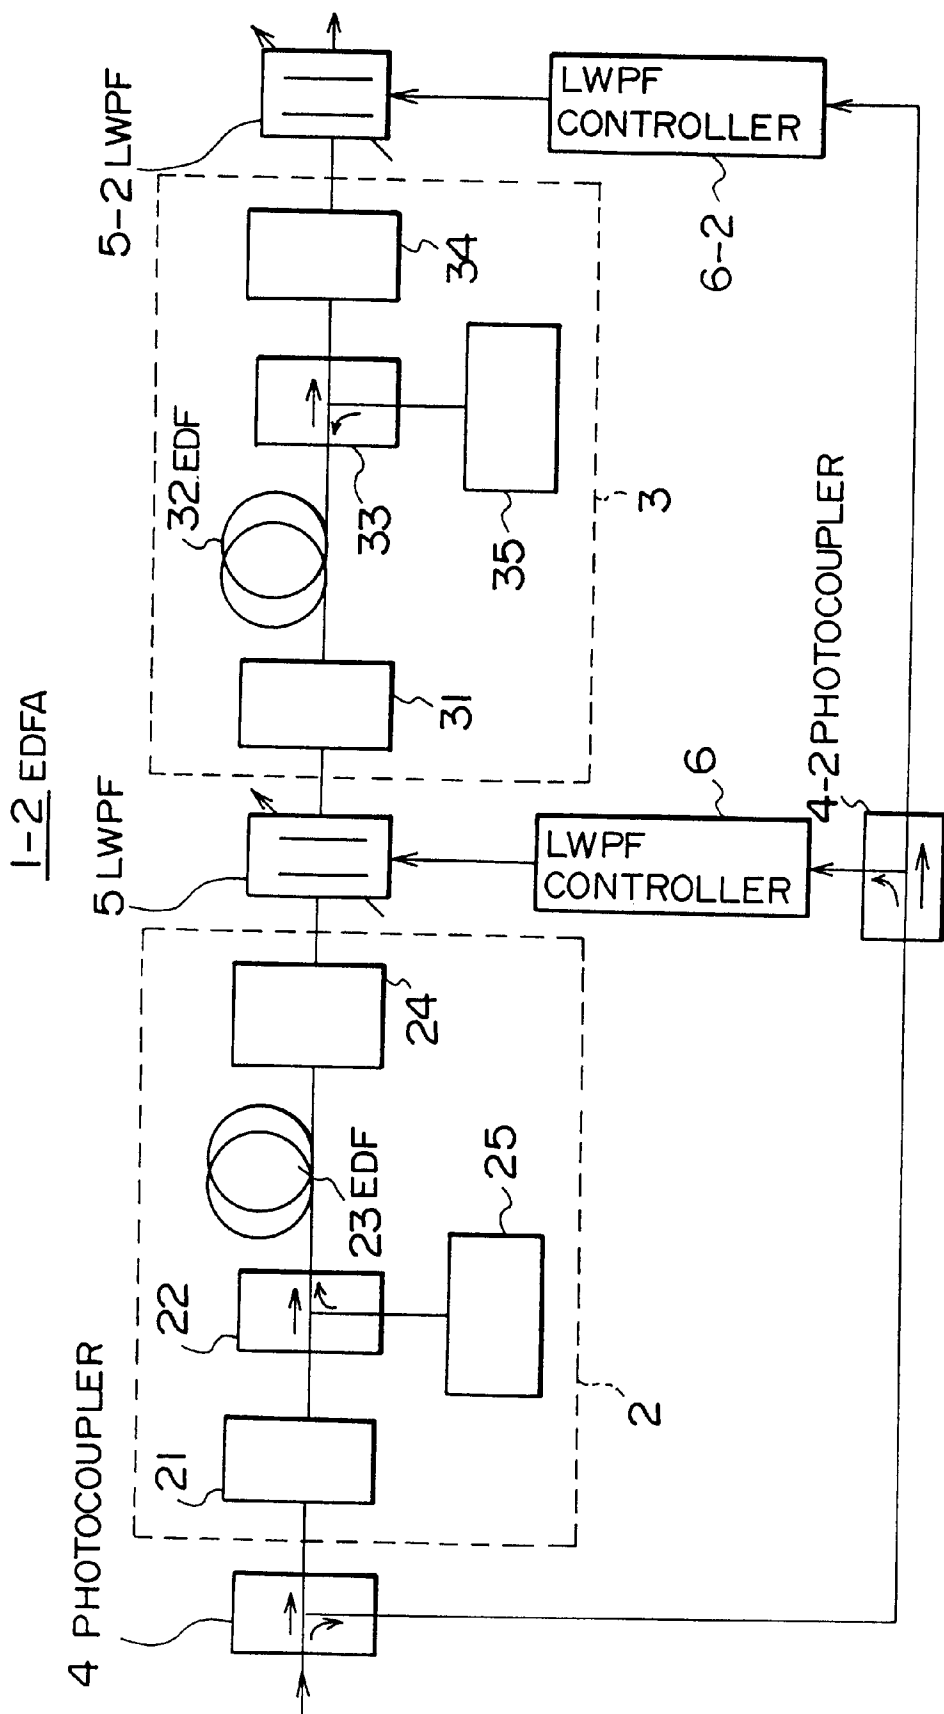 1-2 EDFA
4 PHOTOCOUPLER
21
22
23 EDF
24
25
2
5 LWPF
LWPF
CONTROLLER
6
4-2 PHOTOCOUPLER
31
32 EDF
33
34
35
3
5-2 LWPF
LWPF
CONTROLLER
6-2